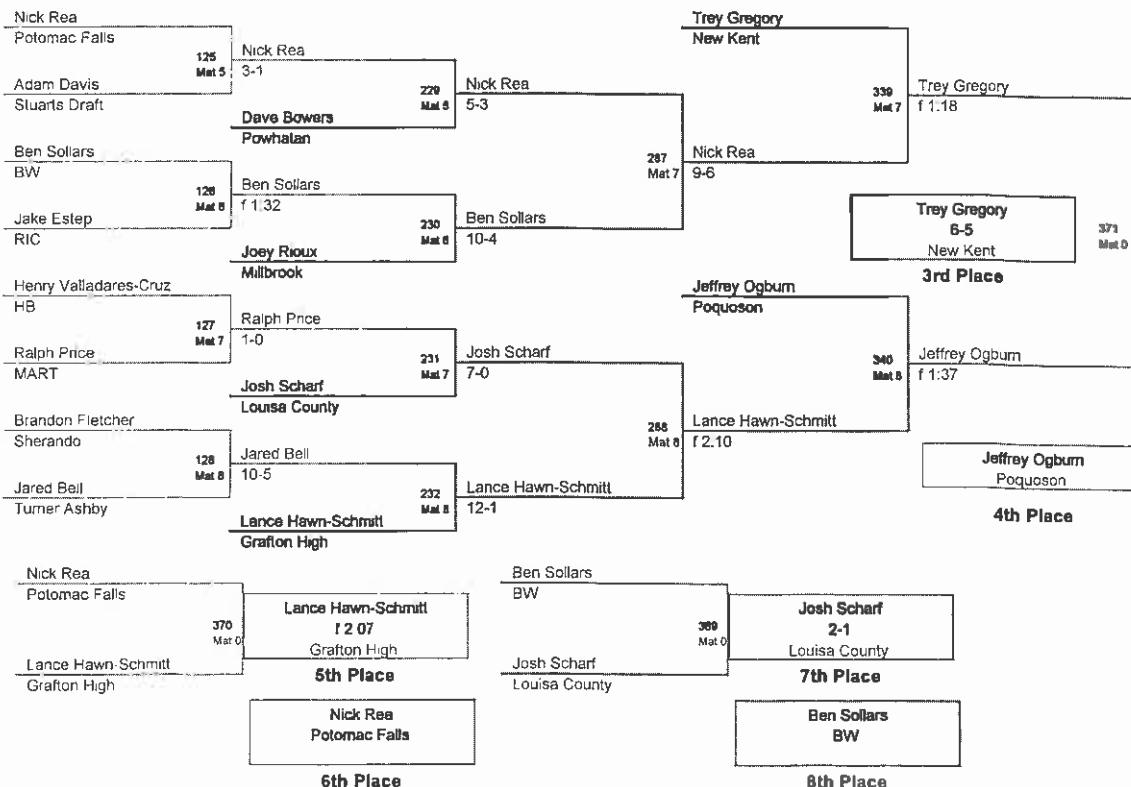 Nick Rea
Potomac Falls
125
Mat 5
Nick Rea
3-1
Adam Davis
Stuarts Draft
229
Mat 8
Nick Rea
5-3
Dave Bowers
Powhatan
Ben Sollars
BW
126
Mat 6
Ben Sollars
f 1:32
Jake Estep
RIC
230
Mat 6
Ben Sollars
10-4
Joey Rioux
Millbrook
287
Mat 7
Nick Rea
9-6
Trey Gregory
New Kent
339
Mat 7
Trey Gregory
f 1:18
Trey Gregory
6-5
New Kent
3rd Place
371
Mat 0
Henry Valladares-Cruz
HB
127
Mat 7
Ralph Price
1-0
Ralph Price
MART
231
Mat 7
Josh Scharf
7-0
Josh Scharf
Louisa County
Brandon Fletcher
Sherando
128
Mat 8
Jared Bell
10-5
Jared Bell
Turner Ashby
232
Mat 8
Lance Hawn-Schmitt
12-1
Lance Hawn-Schmitt
Grafton High
288
Mat 8
Lance Hawn-Schmitt
f 2.10
Jeffrey Ogburn
Poquoson
340
Mat 8
Jeffrey Ogburn
f 1:37
Jeffrey Ogburn
Poquoson
4th Place
Nick Rea
Potomac Falls
370
Mat 0
Lance Hawn-Schmitt
Grafton High
Lance Hawn-Schmitt
f 2 07
Grafton High
5th Place
Nick Rea
Potomac Falls
6th Place
Ben Sollars
BW
369
Mat 0
Josh Scharf
Louisa County
Josh Scharf
2-1
Louisa County
7th Place
Ben Sollars
BW
8th Place